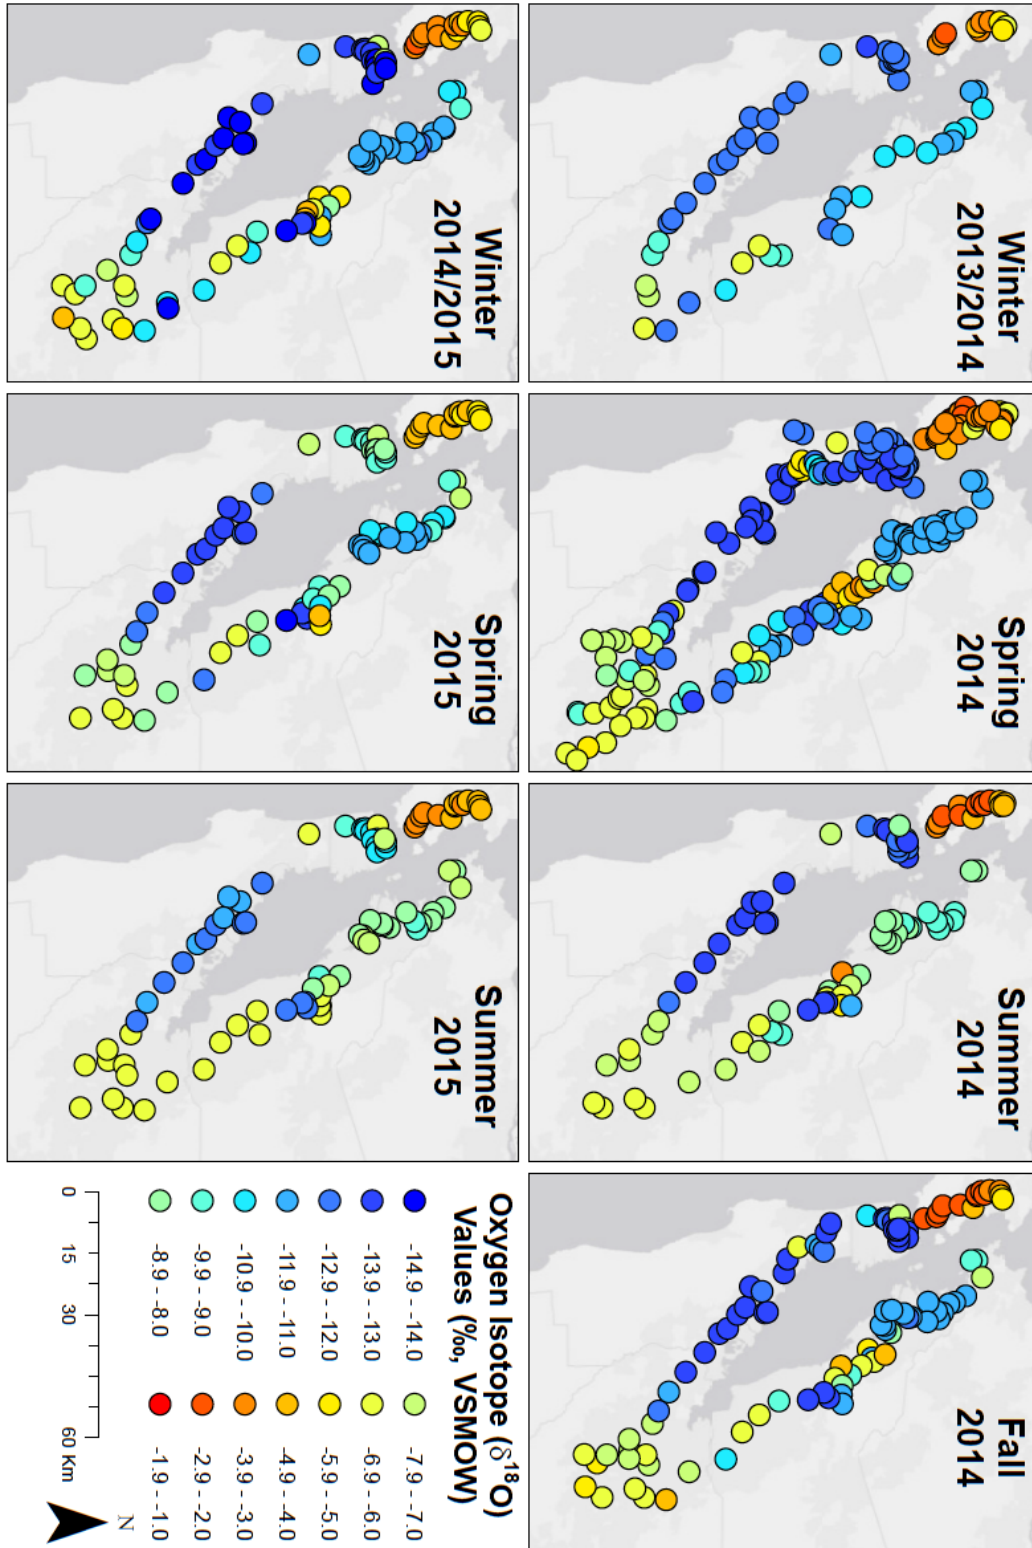 Winter
2013/2014
Spring
2014
Summer
2014
Fall
2014
Winter
2014/2015
Spring
2015
Summer
2015
Oxygen Isotope (δ¹⁸O)
Values (‰, VSMOW)
-14.9 - -14.0
-13.9 - -13.0
-12.9 - -12.0
-11.9 - -11.0
-10.9 - -10.0
-9.9 - -9.0
-8.9 - -8.0
-7.9 - -7.0
-6.9 - -6.0
-5.9 - -5.0
-4.9 - -4.0
-3.9 - -3.0
-2.9 - -2.0
-1.9 - -1.0
0 15 30 60 Km
N